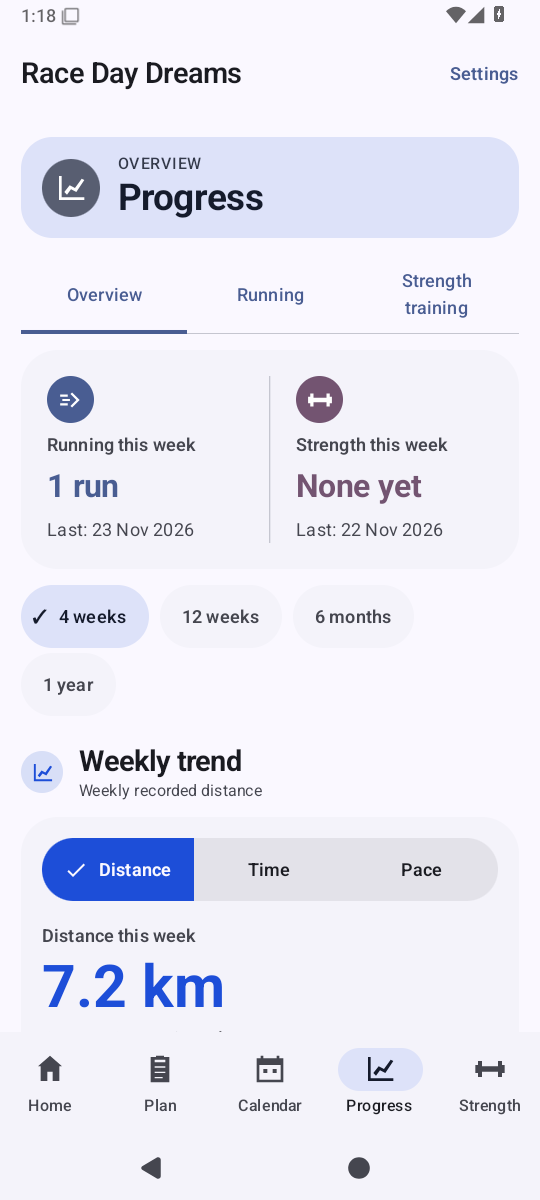 1:18
Race Day Dreams
Settings
OVERVIEW
Progress
Overview
Running
Strength
training
Running this week
1 run
Last: 23 Nov 2026
Strength this week
None yet
Last: 22 Nov 2026
✓ 4 weeks
12 weeks
6 months
1 year
Weekly trend
Weekly recorded distance
Distance
Time
Pace
Distance this week
7.2 km
Home
Plan
Calendar
Progress
Strength